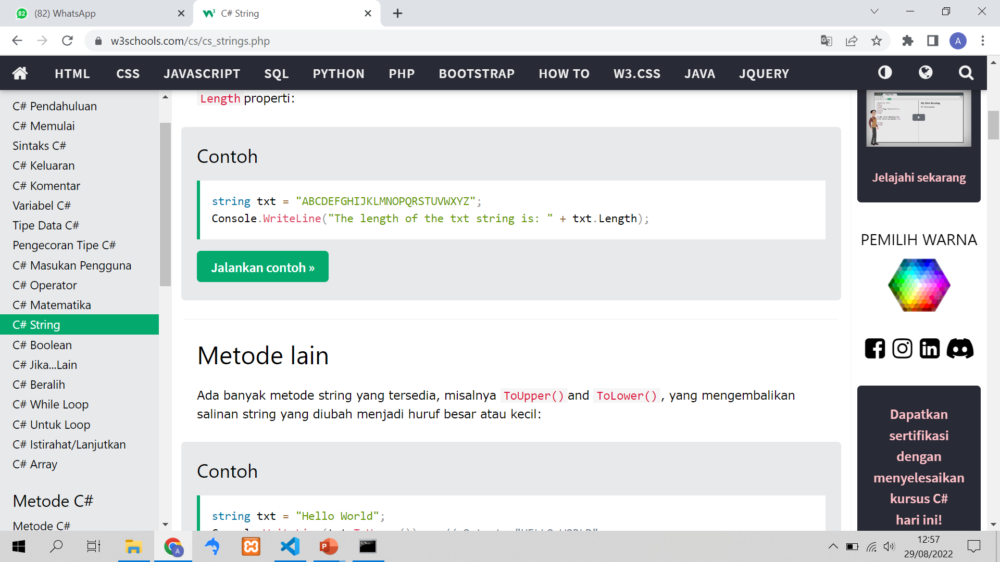 (82) WhatsApp
C# String
w3schools.com/cs/cs_strings.php
A
HTML CSS JAVASCRIPT SQL PYTHON PHP BOOTSTRAP HOW TO W3.CSS JAVA JQUERY
C# Pendahuluan
C# Memulai
Sintaks C#
C# Keluaran
C# Komentar
Variabel C#
Tipe Data C#
Pengecoran Tipe C#
C# Masukan Pengguna
C# Operator
C# Matematika
C# String
C# Boolean
C# Jika...Lain
C# Beralih
C# While Loop
C# Untuk Loop
C# Istirahat/Lanjutkan
C# Array
Metode C#
Metode C#
Length properti:
Contoh
string txt = "ABCDEFGHIJKLMNOPQRSTUVWXYZ";
Console.WriteLine("The length of the txt string is: " + txt.Length);
Jalankan contoh »
Metode lain
Ada banyak metode string yang tersedia, misalnya ToUpper() and ToLower() , yang mengembalikan
salinan string yang diubah menjadi huruf besar atau kecil:
Contoh
string txt = "Hello World";
My First Heading
Jelajahi sekarang
PEMILIH WARNA
Dapatkan
sertifikasi
dengan
menyelesaikan
kursus C#
hari ini!
12:57
29/08/2022